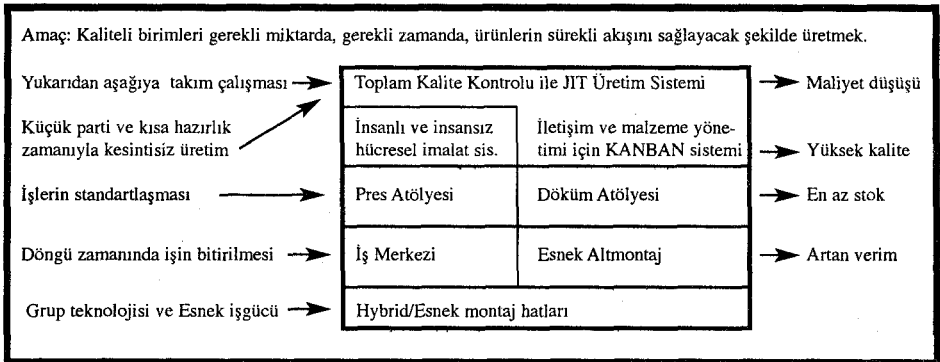 Amaç: Kaliteli birimleri gerekli miktarda, gerekli zamanda, ürünlerin sürekli akışını sağlayacak şekilde üretmek.
Yukarıdan aşağıya takım çalışması
Toplam Kalite Kontrolu ile JIT Üretim Sistemi
Maliyet düşüşü
Küçük parti ve kısa hazırlık
zamanıyla kesintisiz üretim
İnsanlı ve insansız
hücresel imalat sis.
İletişim ve malzeme yöne-
timi için KANBAN sistemi
Yüksek kalite
İşlerin standartlaşması
Pres Atölyesi
Döküm Atölyesi
En az stok
Döngü zamanında işin bitirilmesi
İş Merkezi
Esnek Altmontaj
Artan verim
Grup teknolojisi ve Esnek işgücü
Hybrid/Esnek montaj hatları